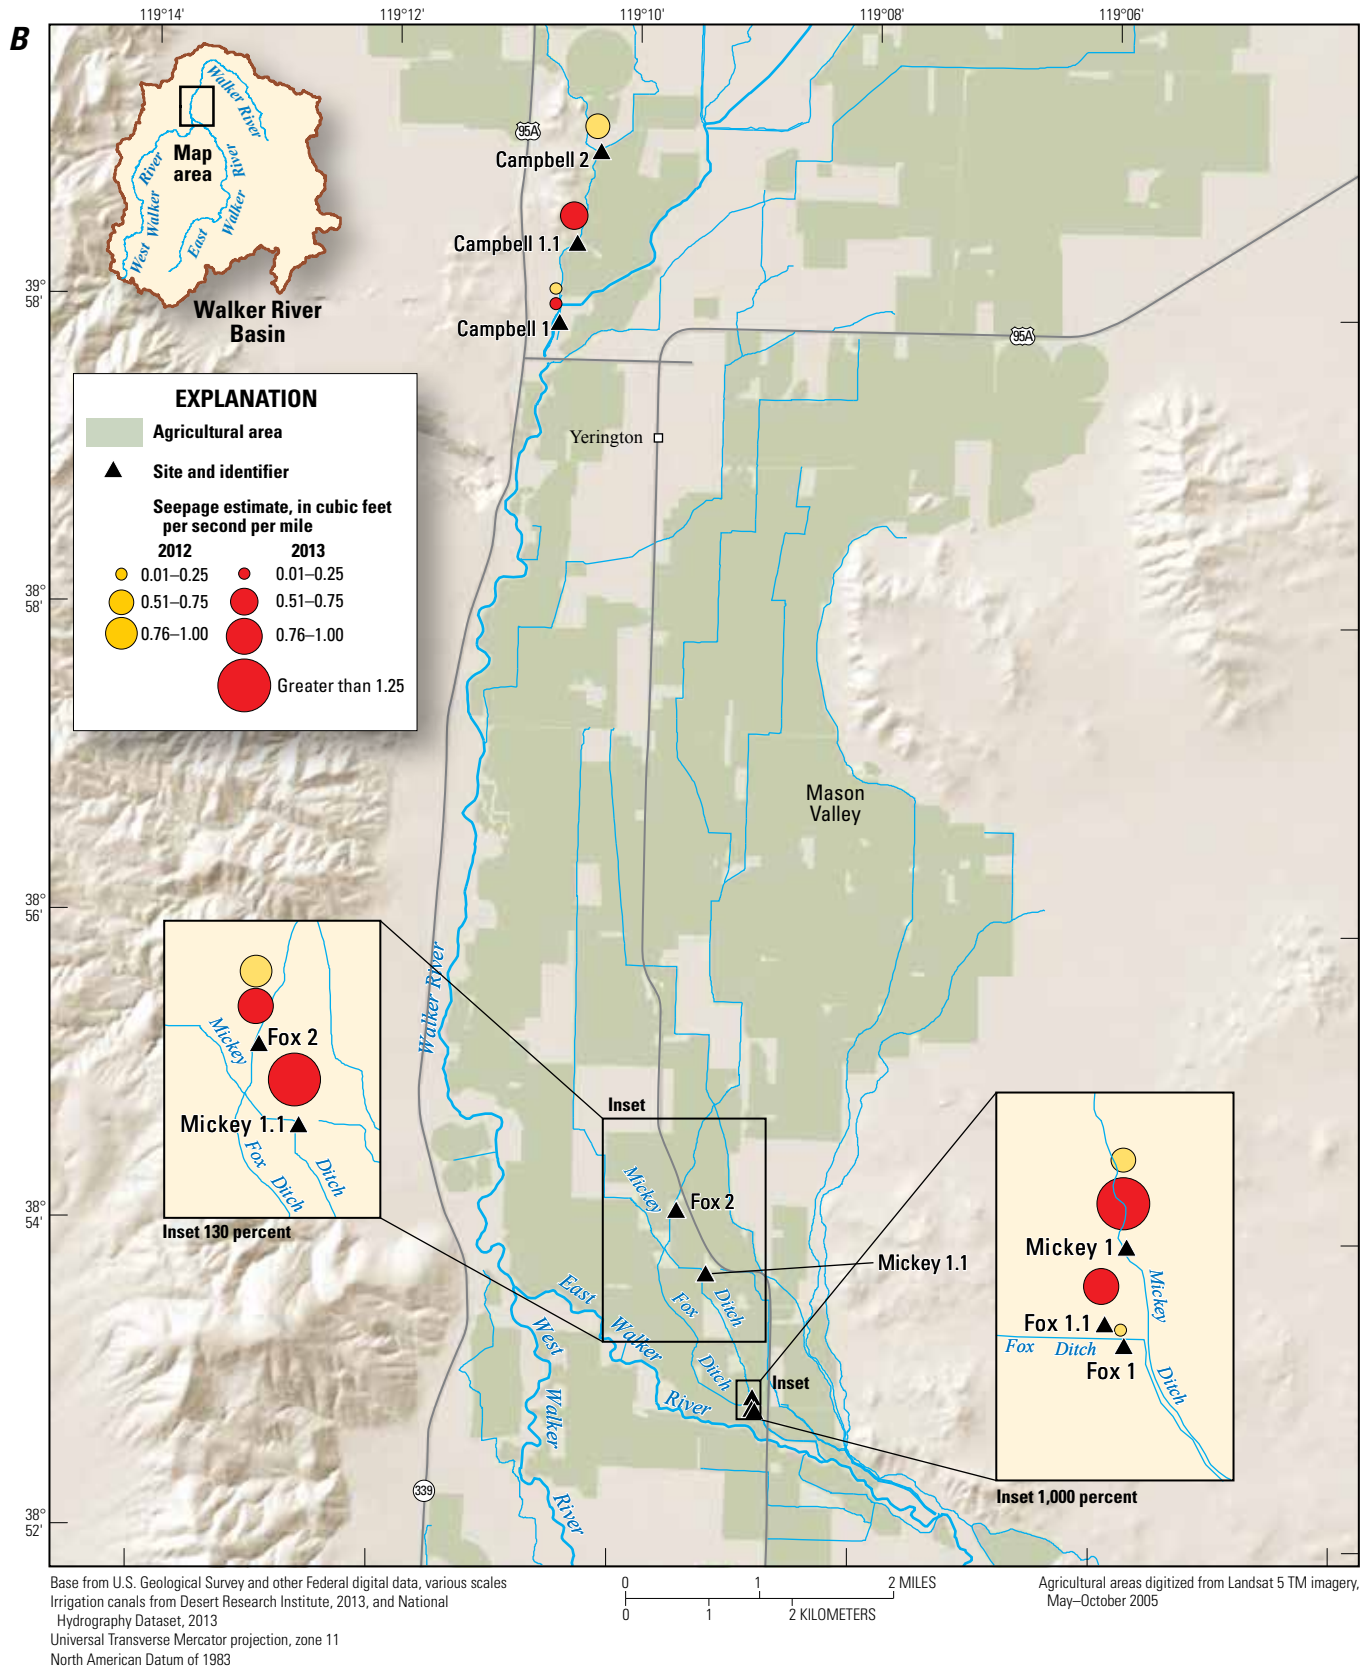 B
119°14'
119°12'
119°10'
119°08'
119°06'
Walker River
Map
area
River
West Walker
River
East Walker
Walker River
Basin
95A
Campbell 2
Campbell 1.1
Campbell 1
95A
39°
58'
EXPLANATION
Agricultural area
Site and identifier
Seepage estimate, in cubic feet
per second per mile
2012
2013
0.01–0.25
0.01–0.25
0.51–0.75
0.51–0.75
0.76–1.00
0.76–1.00
Greater than 1.25
Yerington
38°
58'
Mason
Valley
38°
56'
Walker River
Mickey
Fox 2
Mickey 1.1
Fox
Ditch
Ditch
Inset 130 percent
Inset
Mickey
Fox 2
Mickey 1.1
Fox
Ditch
Ditch
38°
54'
East
Walker
River
West
Walker
River
Inset
Mickey 1
Mickey
Fox 1.1
Fox Ditch
Fox 1
Ditch
Inset 1,000 percent
339
38°
52'
Base from U.S. Geological Survey and other Federal digital data, various scales
Irrigation canals from Desert Research Institute, 2013, and National
Hydrography Dataset, 2013
Universal Transverse Mercator projection, zone 11
North American Datum of 1983
0 1 2 MILES
0 1 2 KILOMETERS
Agricultural areas digitized from Landsat 5 TM imagery,
May–October 2005